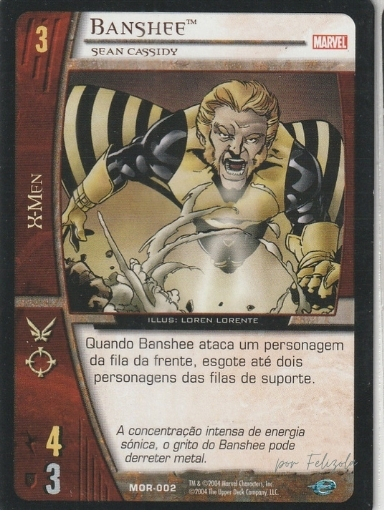 3
BANSHEE™
SEAN CASSIDY
MARVEL
X-MEN
ILLUS: LOREN LORENTE
Quando Banshee ataca um personagem
da fila da frente, esgote até dois
personagens das filas de suporte.
A concentração intensa de energia
sônica, o grito do Banshee pode
derreter metal.
por Felizola
4
3
MOR-002
TM & ©2004 Marvel Characters, Inc.
©2004 The Upper Deck Company, LLC.